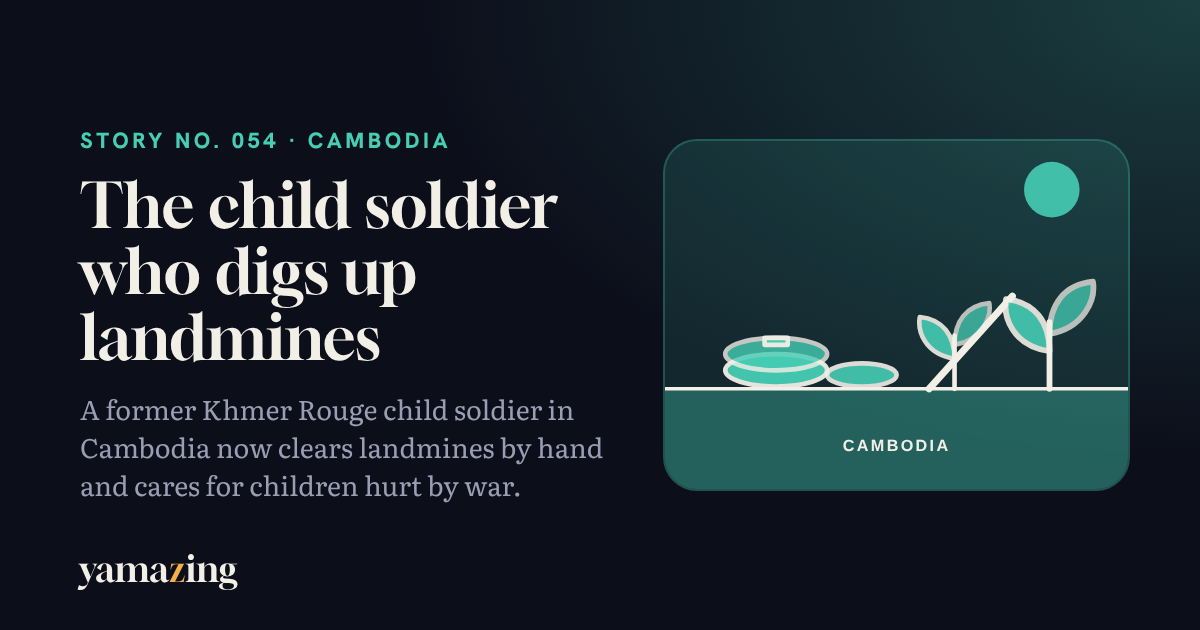 STORY NO. 054 · CAMBODIA
The child soldier
who digs up
landmines
A former Khmer Rouge child soldier in
Cambodia now clears landmines by hand
and cares for children hurt by war.
CAMBODIA
yamazing